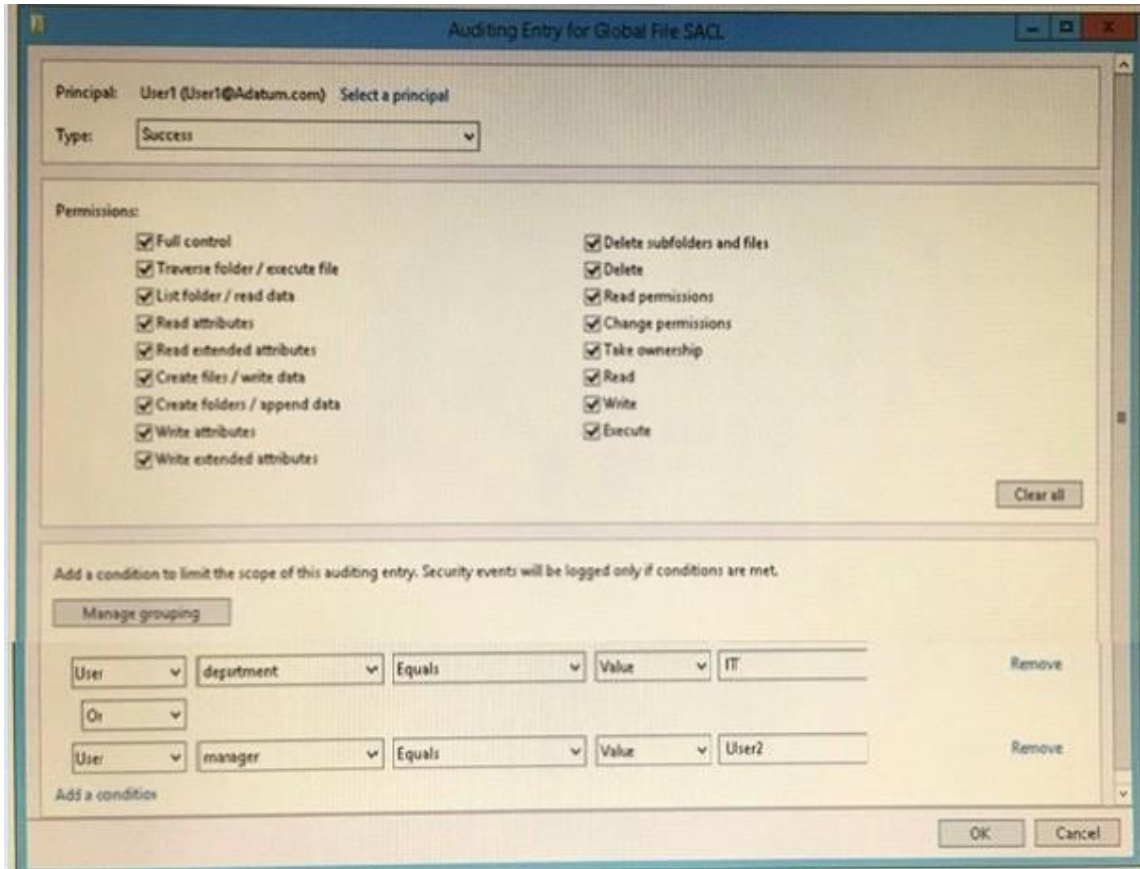 Auditing Entry for Global File SACL
Principal: User1 (User1@Adatum.com) Select a principal
Type: Success
Permissions:
Full control
Traverse folder / execute file
List folder / read data
Read attributes
Read extended attributes
Create files / write data
Create folders / append data
Write attributes
Write extended attributes
Delete subfolders and files
Delete
Read permissions
Change permissions
Take ownership
Read
Write
Execute
Clear all
Add a condition to limit the scope of this auditing entry. Security events will be logged only if conditions are met.
Manage grouping
User department Equals Value IT Remove
Or
User manager Equals Value User2 Remove
Add a condition
OK Cancel